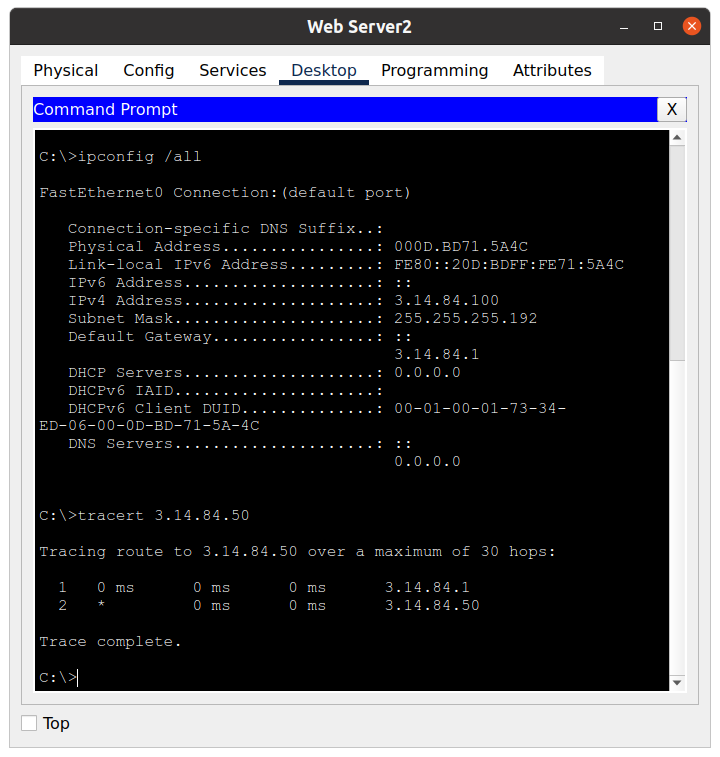 Web Server2
Physical Config Services Desktop Programming Attributes
Command Prompt X
C:\>ipconfig /all
FastEthernet0 Connection:(default port)
Connection-specific DNS Suffix..:
Physical Address................: 000D.BD71.5A4C
Link-local IPv6 Address.........: FE80::20D:BDFF:FE71:5A4C
IPv6 Address....................: ::
IPv4 Address....................: 3.14.84.100
Subnet Mask.....................: 255.255.255.192
Default Gateway.................: ::
3.14.84.1
DHCP Servers....................: 0.0.0.0
DHCPv6 IAID.....................:
DHCPv6 Client DUID..............: 00-01-00-01-73-34-
ED-06-00-0D-BD-71-5A-4C
DNS Servers.....................: ::
0.0.0.0
C:\>tracert 3.14.84.50
Tracing route to 3.14.84.50 over a maximum of 30 hops:
1 0 ms 0 ms 0 ms 3.14.84.1
2 * 0 ms 0 ms 3.14.84.50
Trace complete.
C:\>
Top